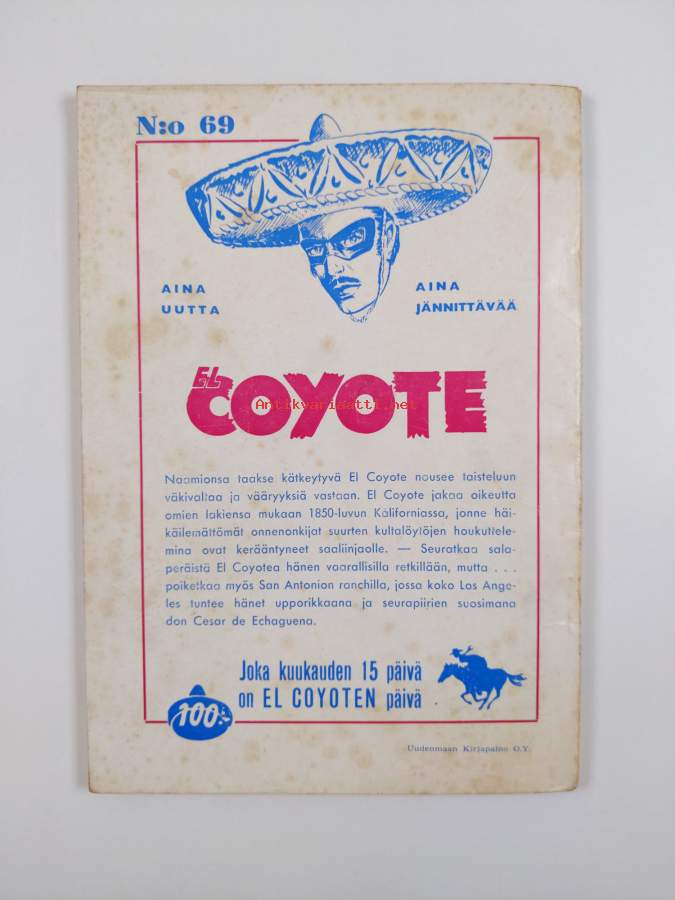 N:o 69
AINA
UUTTA
AINA
JÄNNITTÄVÄÄ
EL
COYOTE
Antikvariaatti.net
Naamionsa taakse kätkeytyvä El Coyote nousee taisteluun
väkivaltaa ja vääryyksiä vastaan. El Coyote jakaa oikeutta
omien lakiensa mukaan 1850-luvun Kaliforniassa, jonne häi-
käilemättömät onnenonkijat suurten kultalöytöjen houkuttele-
mina ovat kerääntyneet saaliinjaolle. — Seuratkaa sala-
peräistä El Coyotea hänen vaarallisilla retkillään, mutta . . .
poiketkaa myös San Antonion ranchilla, jossa koko Los Ange-
les tuntee hänet upporikkaana ja seurapiirien suosimana
don Cesar de Echaguena.
Joka kuukauden 15 päivä
on EL COYOTEN päivä
100:-
Uudenmaan Kirjapaino O.Y.